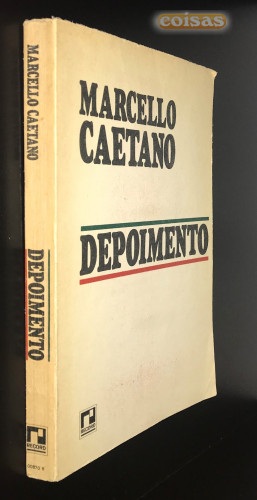 coisas
MARCELLO CAETANO
DEPOIMENTO
RECORD
MARCELLO
CAETANO
DEPOIMENTO